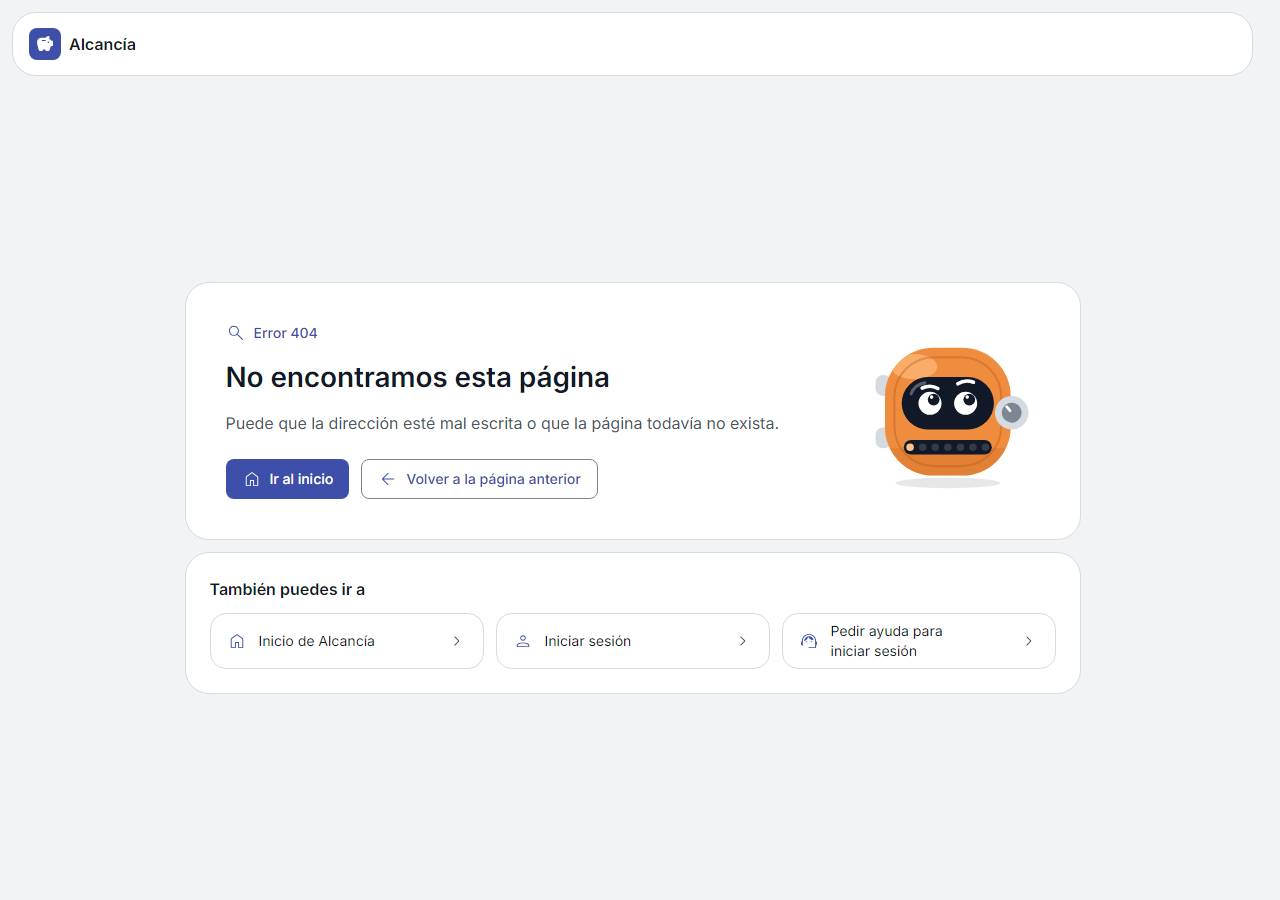 Alcancía
Error 404
No encontramos esta página
Puede que la dirección esté mal escrita o que la página todavía no exista.
Ir al inicio
Volver a la página anterior
También puedes ir a
Inicio de Alcancía
Iniciar sesión
Pedir ayuda para
iniciar sesión